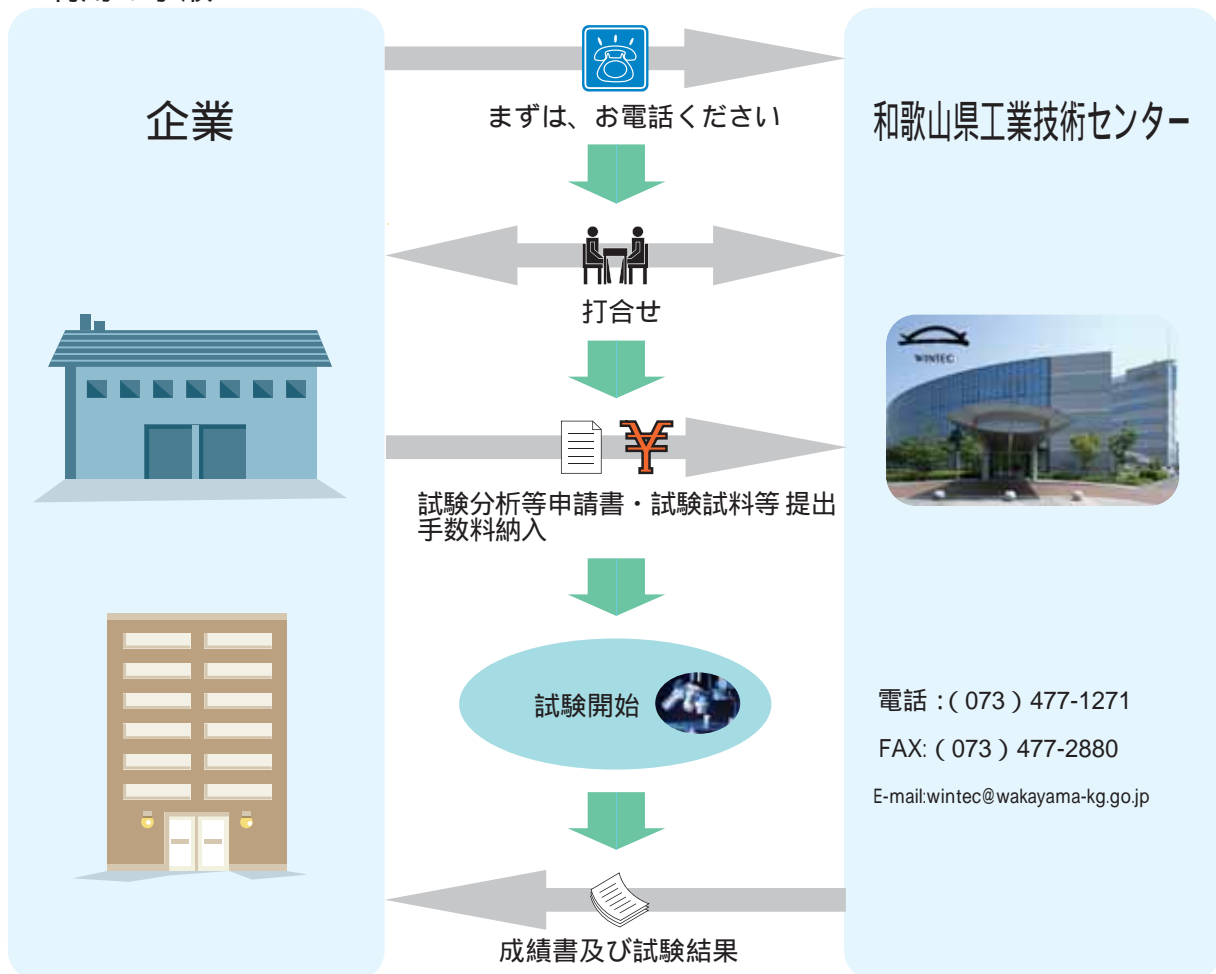 企業
まずは、お電話ください
和歌山県工業技術センター
打合せ
WINTEC
試験分析等申請書・試験試料等 提出
手数料納入
試験開始
電話：( 073 ) 477-1271
FAX: ( 073 ) 477-2880
E-mail:wintec@wakayama-kg.go.jp
成績書及び試験結果